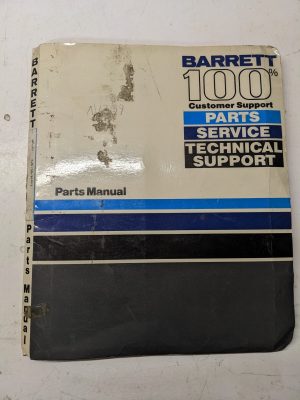 BARRETT
100%
Customer Support
PARTS
SERVICE
TECHNICAL
SUPPORT
Parts Manual
BARRETT
Parts Manual